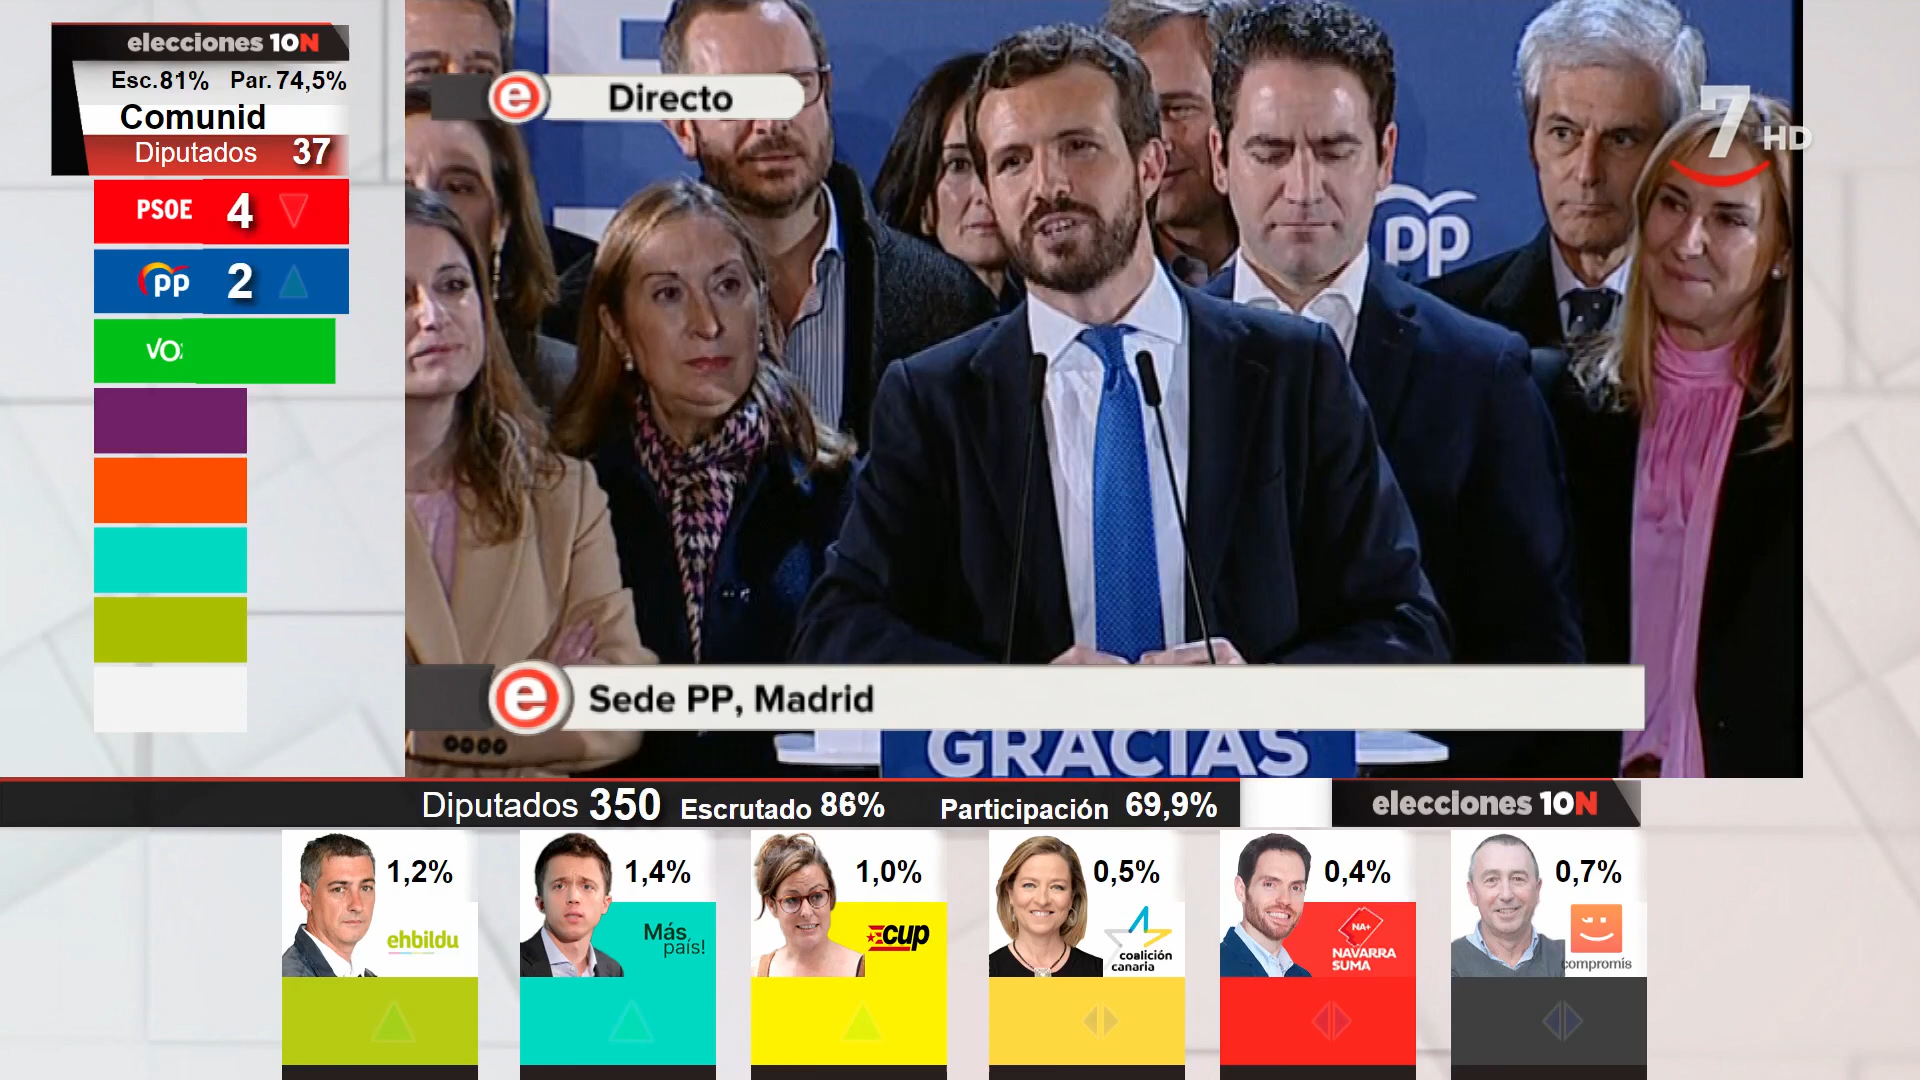 elecciones 10N
Esc. 81% Par. 74,5%
Comunid
Diputados 37
PSOE 4
PP 2
VO
Directo
7 HD
PP
Sede PP, Madrid
GRACIAS
Diputados 350 Escrutado 86% Participación 69,9%
elecciones 10N
1,2%
ehbildu
1,4%
Más
país!
1,0%
CUP
0,5%
coalición
canaria
0,4%
NA+
NAVARRA
SUMA
0,7%
compromís